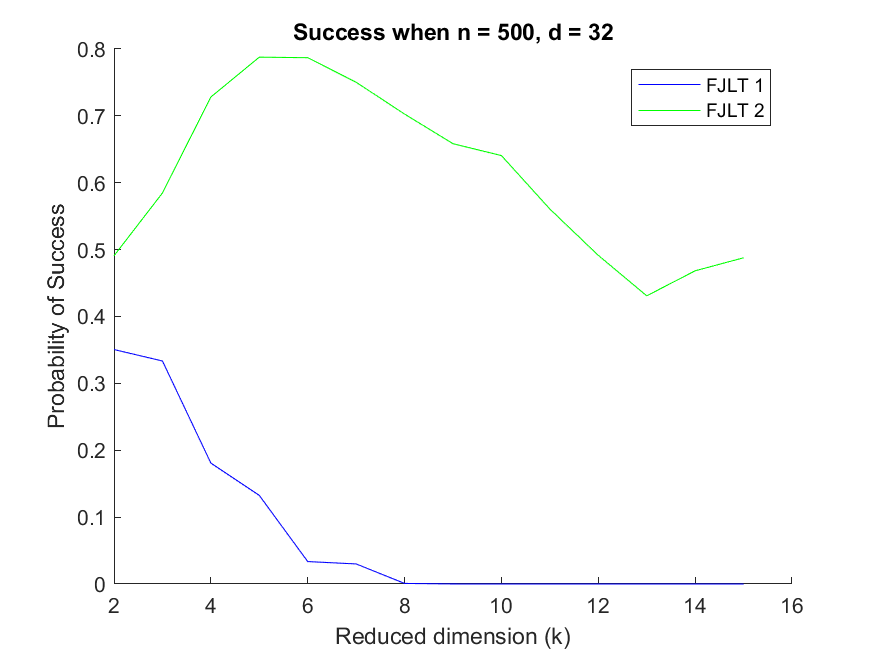 Success when n = 500, d = 32
FJLT 1
FJLT 2
0.8
0.7
0.6
0.5
0.4
0.3
0.2
0.1
0
Probability of Success
2 4 6 8 10 12 14 16
Reduced dimension (k)